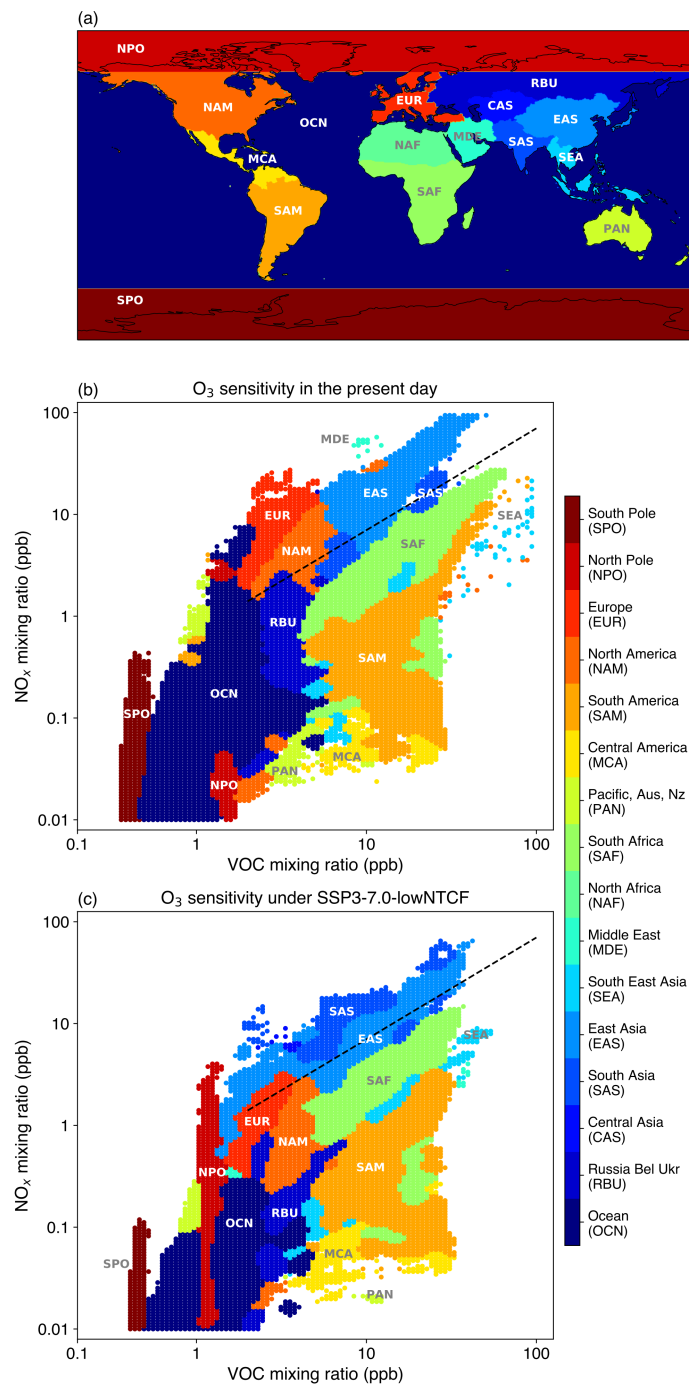 (a)
NPO
NAM
OCN
MCA
SAM
SPO
EUR
NAF
SAF
MDE
RBU
CAS
EAS
SAS
SEA
PAN
(b)
O3 sensitivity in the present day
NOx mixing ratio (ppb)
100
10
1
0.1
0.01
MDE
EUR
NAM
EAS
SAS
SEA
SAF
RBU
OCN
SAM
SPO
NPO
PAN
MCA
0.1
1
10
100
VOC mixing ratio (ppb)
(c)
O3 sensitivity under SSP3-7.0-lowNTCF
NOx mixing ratio (ppb)
100
10
1
0.1
0.01
SAS
EAS
SEA
SAF
EUR
NAM
NPO
SAM
OCN
RBU
SPO
MCA
PAN
0.1
1
10
100
VOC mixing ratio (ppb)
South Pole
(SPO)
North Pole
(NPO)
Europe
(EUR)
North America
(NAM)
South America
(SAM)
Central America
(MCA)
Pacific, Aus, Nz
(PAN)
South Africa
(SAF)
North Africa
(NAF)
Middle East
(MDE)
South East Asia
(SEA)
East Asia
(EAS)
South Asia
(SAS)
Central Asia
(CAS)
Russia Bel Ukr
(RBU)
Ocean
(OCN)